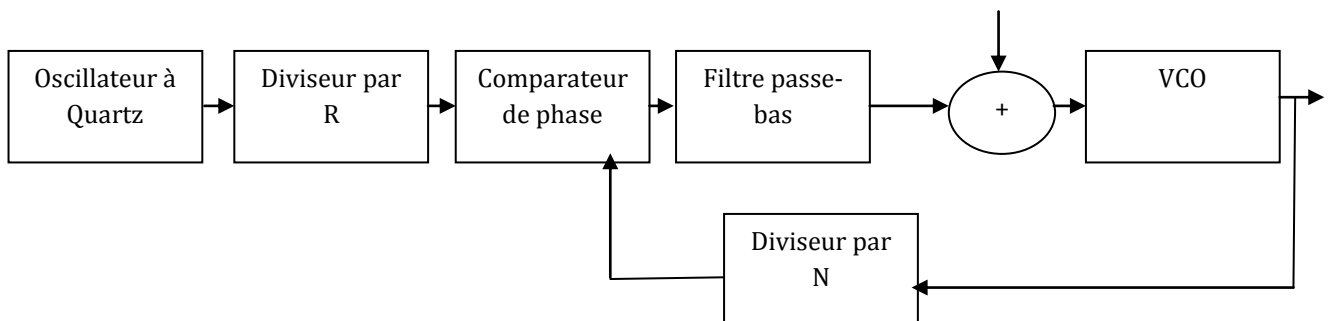 Oscillateur à
Quartz
Diviseur par
R
Comparateur
de phase
Filtre passe-
bas
+
VCO
Diviseur par
N